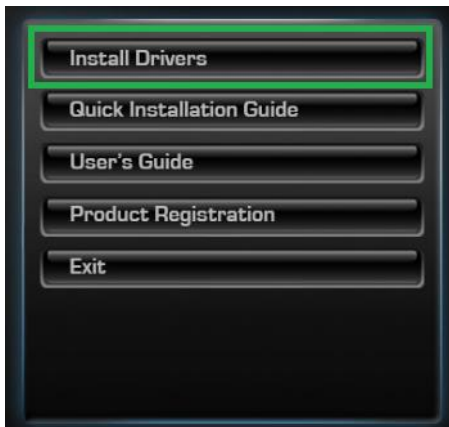 Install Drivers
Quick Installation Guide
User's Guide
Product Registration
Exit